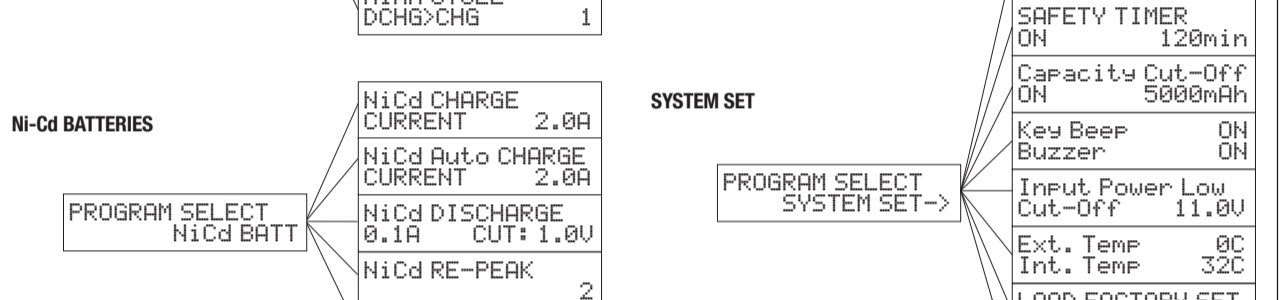 DCHG>CHG 1
Ni-Cd BATTERIES
PROGRAM SELECT
NiCd BATT
NiCd CHARGE
CURRENT 2.0A
NiCd Auto CHARGE
CURRENT 2.0A
NiCd DISCHARGE
0.1A CUT: 1.0V
NiCd RE-PEAK
2
SYSTEM SET
PROGRAM SELECT
SYSTEM SET->
SAFETY TIMER
ON 120min
Capacity Cut-Off
ON 5000mAh
Key Beep ON
Buzzer ON
Input Power Low
Cut-Off 11.0V
Ext. Temp 0C
Int. Temp 32C
LOAD FACTORY SET